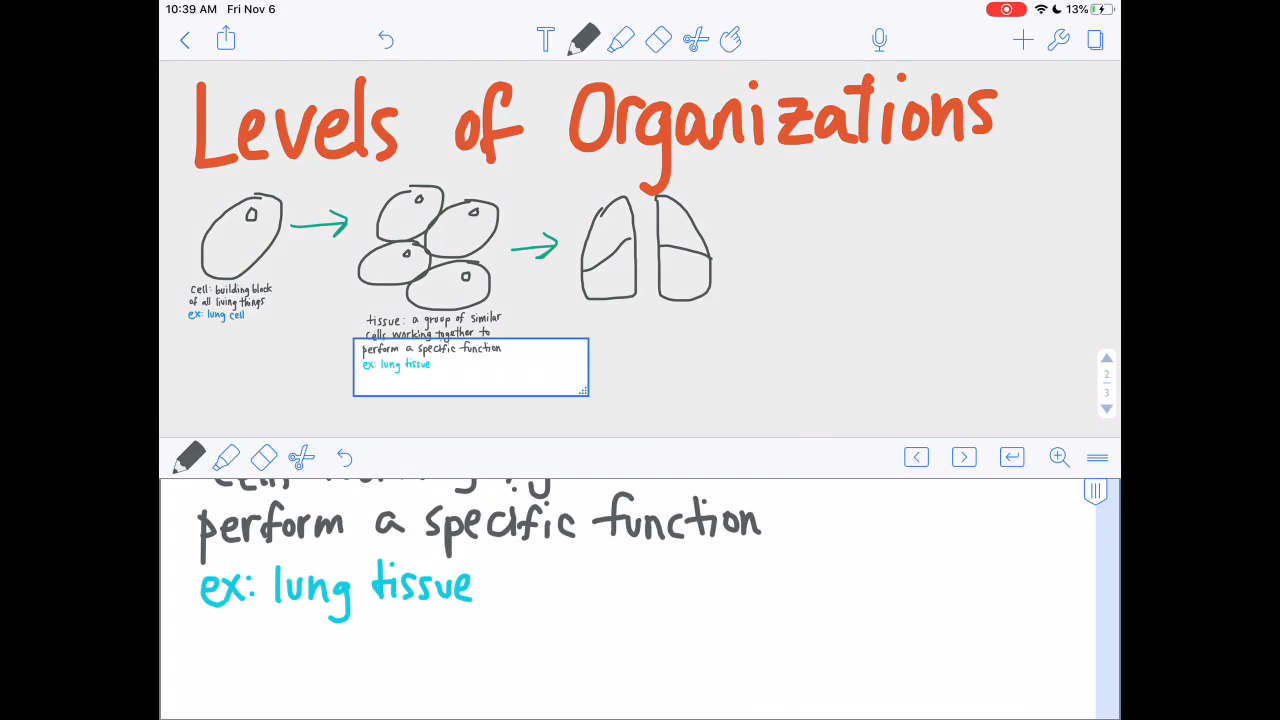 10:39 AM Fri Nov 6
13%
T
Levels of Organizations
cell: building block
of all living things
ex: lung cell
tissue: a group of similar
cells working together to
perform a specific function
ex: lung tissue
2
3
perform a specific function
ex: lung tissue